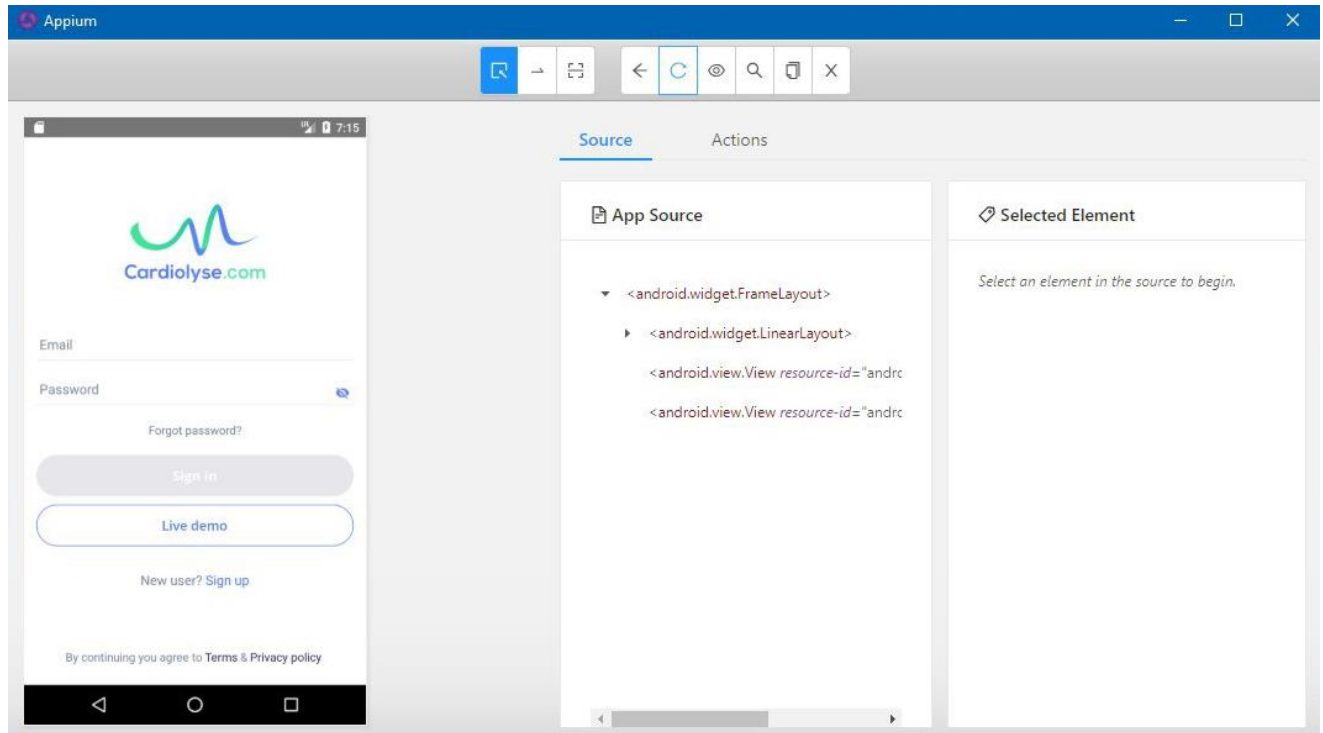 Appium
7:15
Source Actions
App Source
Selected Element
Cardiolyse.com
Select an element in the source to begin.
<android.widget.FrameLayout>
<android.widget.LinearLayout>
<android.view.View resource-id="andrc
<android.view.View resource-id="andrc
Email
Password
Forgot password?
Sign in
Live demo
New user? Sign up
By continuing you agree to Terms & Privacy policy